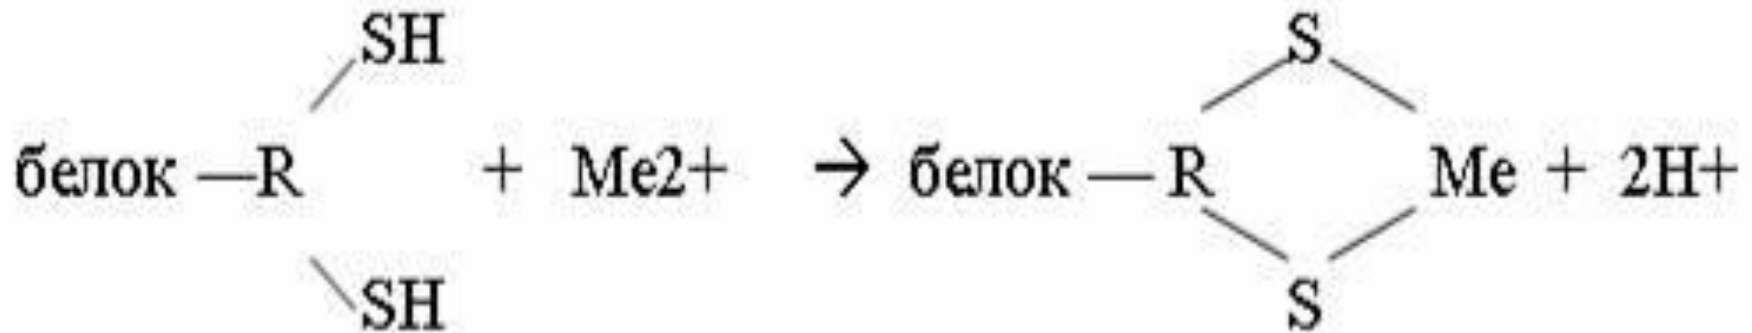 SH S
белок —R + Me2+ → белок — R Me + 2H+
SH S